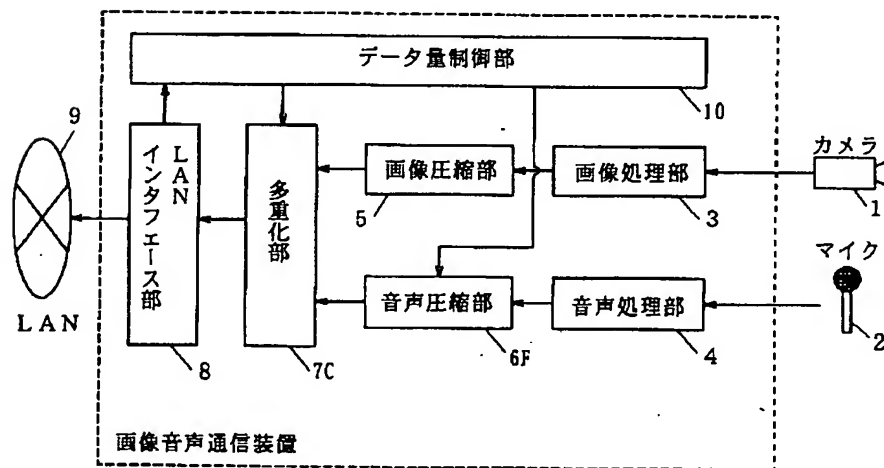 データ量制御部
10
9
LAN
インタフェース部
多重化部
画像圧縮部
画像処理部
カメラ
5
3
1
マイク
音声圧縮部
音声処理部
LAN
8
7C
6F
4
2
画像音声通信装置